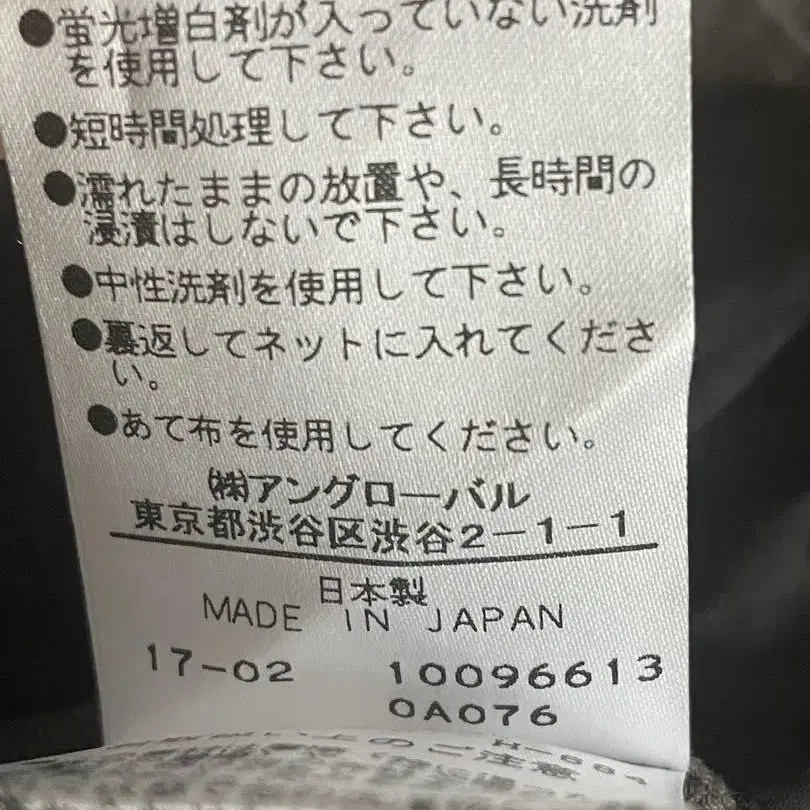 ●蛍光増白剤が入っていない洗剤
を使用して下さい。
●短時間処理して下さい。
●濡れたままの放置や、長時間の
浸漬はしないで下さい。
●中性洗剤を使用して下さい。
●裏返してネットに入れてくださ
い。
●あて布を使用してください。
㈱アングローバル
東京都渋谷区渋谷2-1-1
日本製
MADE IN JAPAN
17-02 10096613
0A076
上のご注意